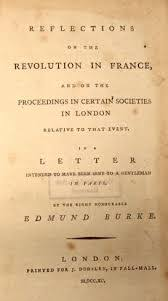 REFLECTIONS
ON THE
REVOLUTION IN FRANCE,
AND ON THE
PROCEEDINGS IN CERTAIN SOCIETIES
IN LONDON
RELATIVE TO THAT EVENT.
IN A
LETTER
INTENDED TO HAVE BEEN SENT TO A GENTLEMAN
IN PARIS.
BY THE RIGHT HONOURABLE
EDMUND BURKE.
LONDON:
PRINTED FOR J. DODSLEY, IN PALL-MALL.
M.DCC.XC.